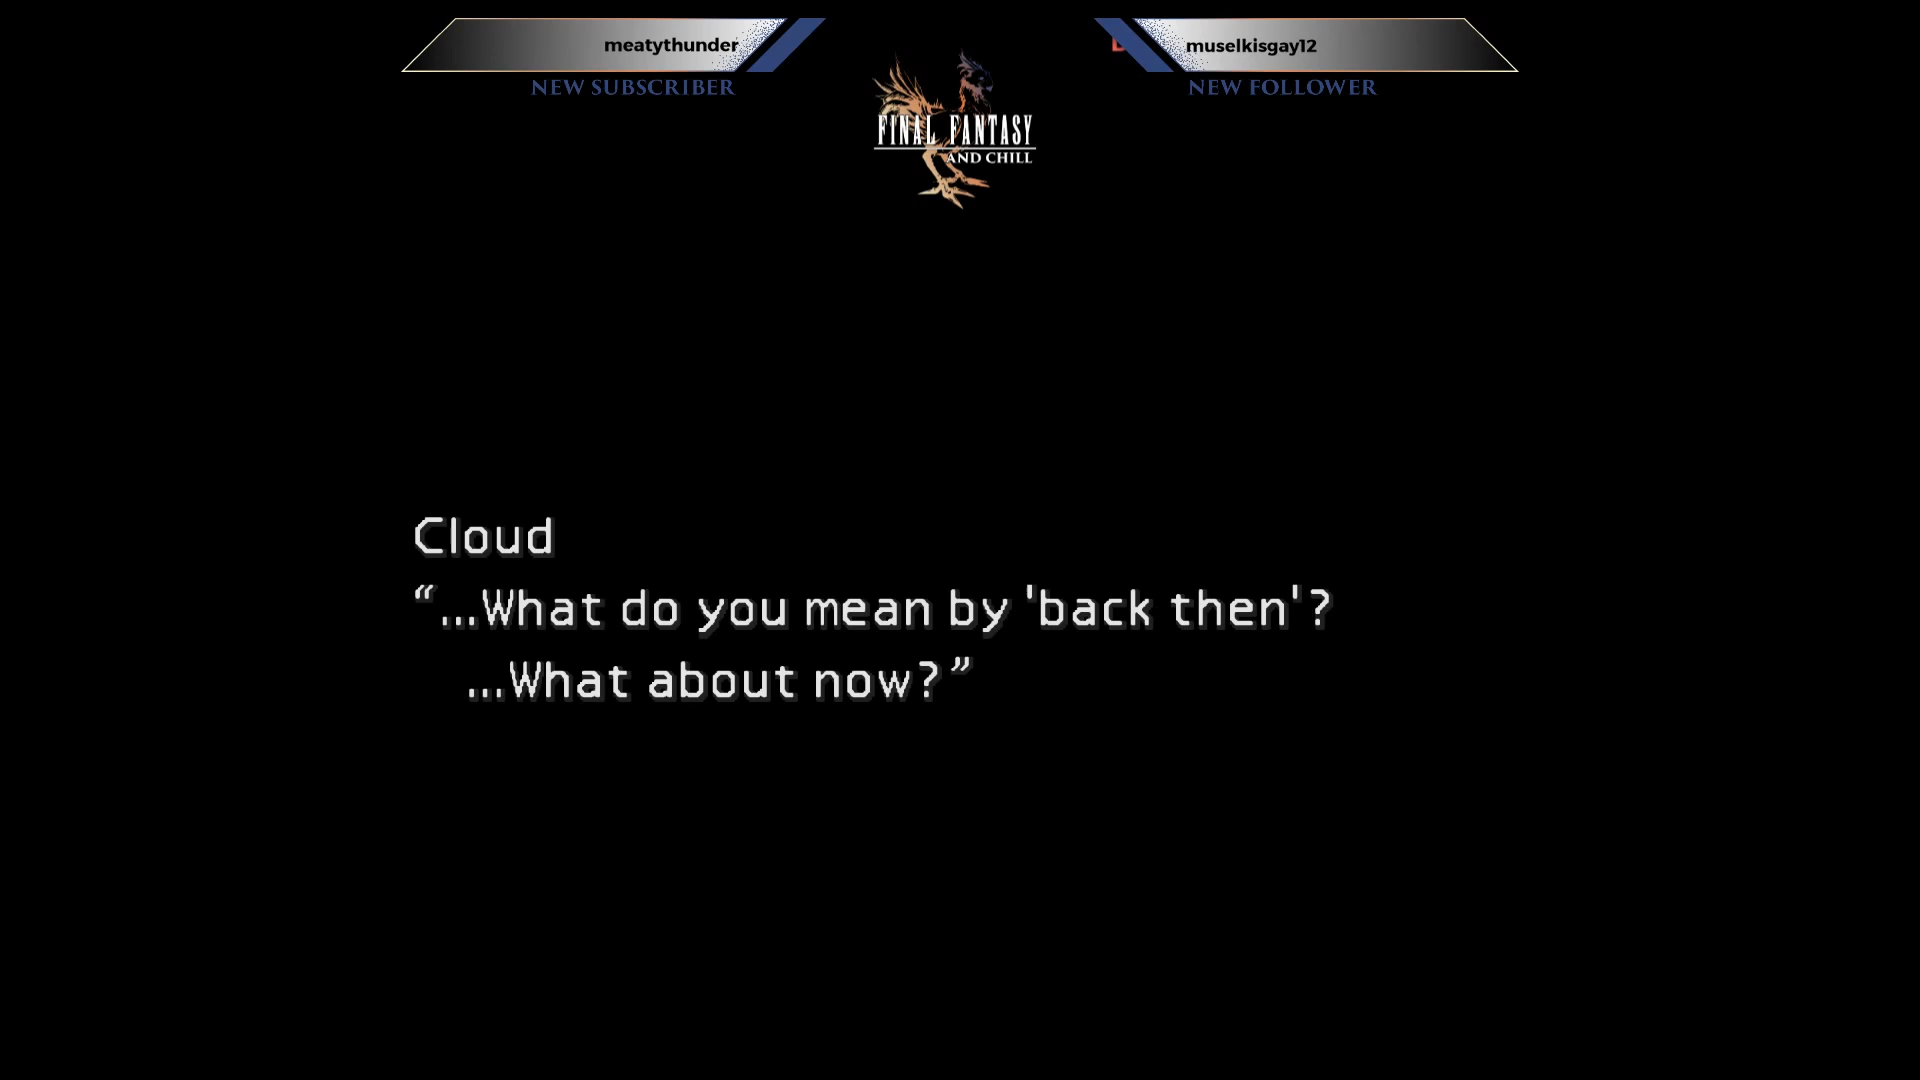 meatythunder
NEW SUBSCRIBER
FINAL FANTASY
AND CHILL
muselkisgay12
NEW FOLLOWER
Cloud
“...What do you mean by 'back then'?
...What about now?”